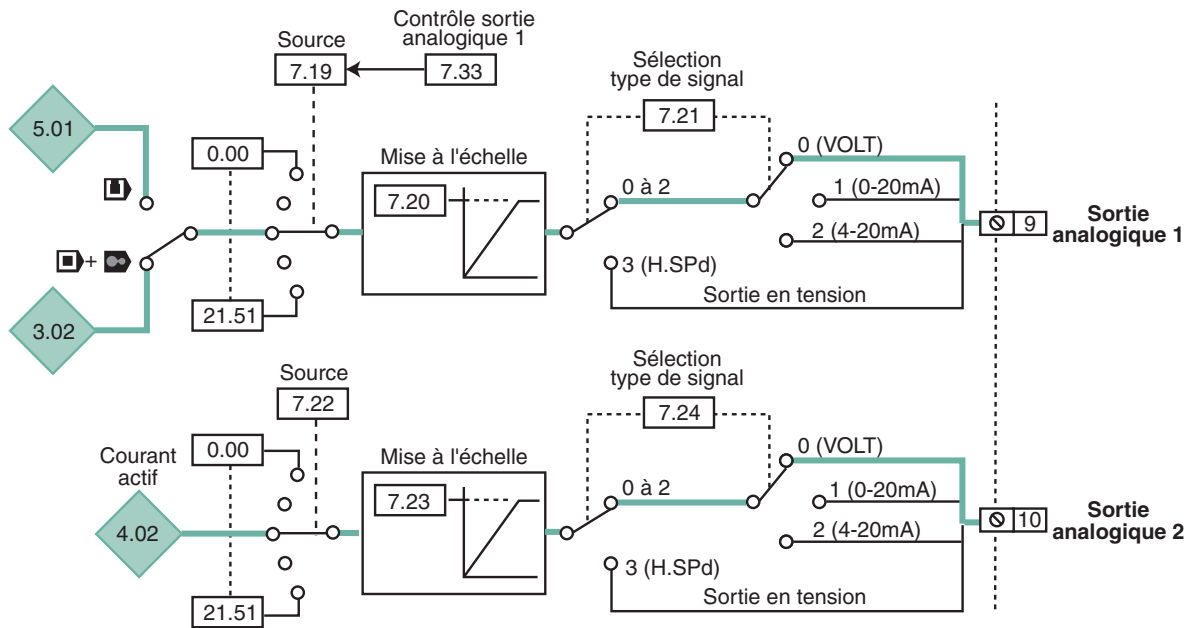 Contrôle sortie
analogique 1
Source
7.19
7.33
Sélection
type de signal
7.21
5.01
0.00
Mise à l'échelle
7.20
0 (VOLT)
0 à 2
1 (0-20mA)
2 (4-20mA)
9
Sortie
analogique 1
+
3 (H.SPd)
Sortie en tension
3.02
21.51
Source
7.22
Sélection
type de signal
7.24
Courant
actif
0.00
Mise à l'échelle
7.23
0 (VOLT)
0 à 2
1 (0-20mA)
2 (4-20mA)
10
Sortie
analogique 2
4.02
3 (H.SPd)
Sortie en tension
21.51